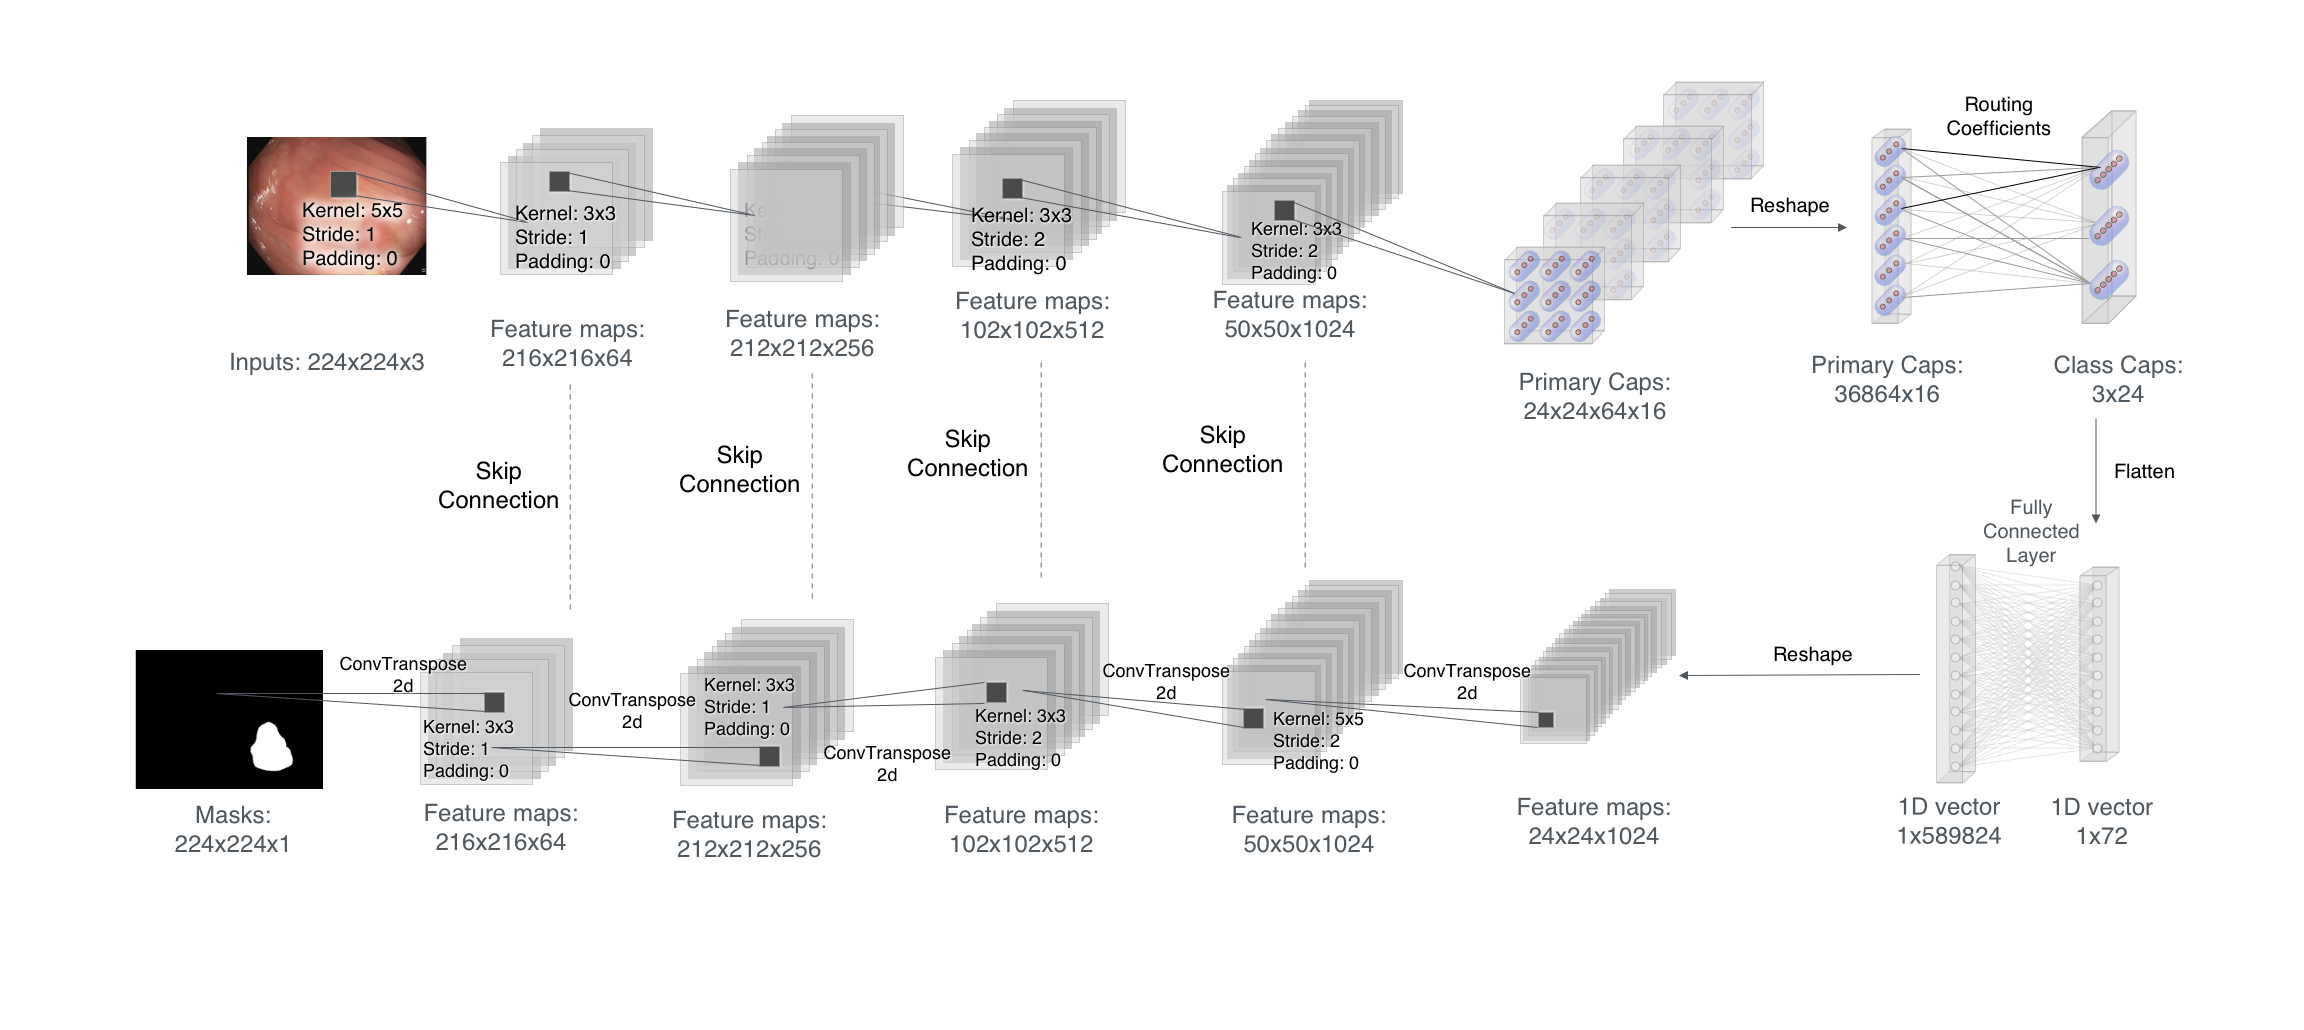 Kernel: 5x5
Stride: 1
Padding: 0
Inputs: 224x224x3
Kernel: 3x3
Stride: 1
Padding: 0
Feature maps:
216x216x64
Padding: 0
Feature maps:
212x212x256
Kernel: 3x3
Stride: 2
Padding: 0
Feature maps:
102x102x512
Kernel: 3x3
Stride: 2
Padding: 0
Feature maps:
50x50x1024
Primary Caps:
24x24x64x16
Reshape
Routing
Coefficients
Primary Caps:
36864x16
Class Caps:
3x24
Skip
Connection
Skip
Connection
Skip
Connection
Skip
Connection
Flatten
Fully
Connected
Layer
Masks:
224x224x1
ConvTranspose
2d
Kernel: 3x3
Stride: 1
Padding: 0
Feature maps:
216x216x64
ConvTranspose
2d
Kernel: 3x3
Stride: 1
Padding: 0
Feature maps:
212x212x256
ConvTranspose
2d
Kernel: 3x3
Stride: 2
Padding: 0
Feature maps:
102x102x512
ConvTranspose
2d
Kernel: 5x5
Stride: 2
Padding: 0
Feature maps:
50x50x1024
ConvTranspose
2d
Feature maps:
24x24x1024
Reshape
1D vector
1x589824
1D vector
1x72